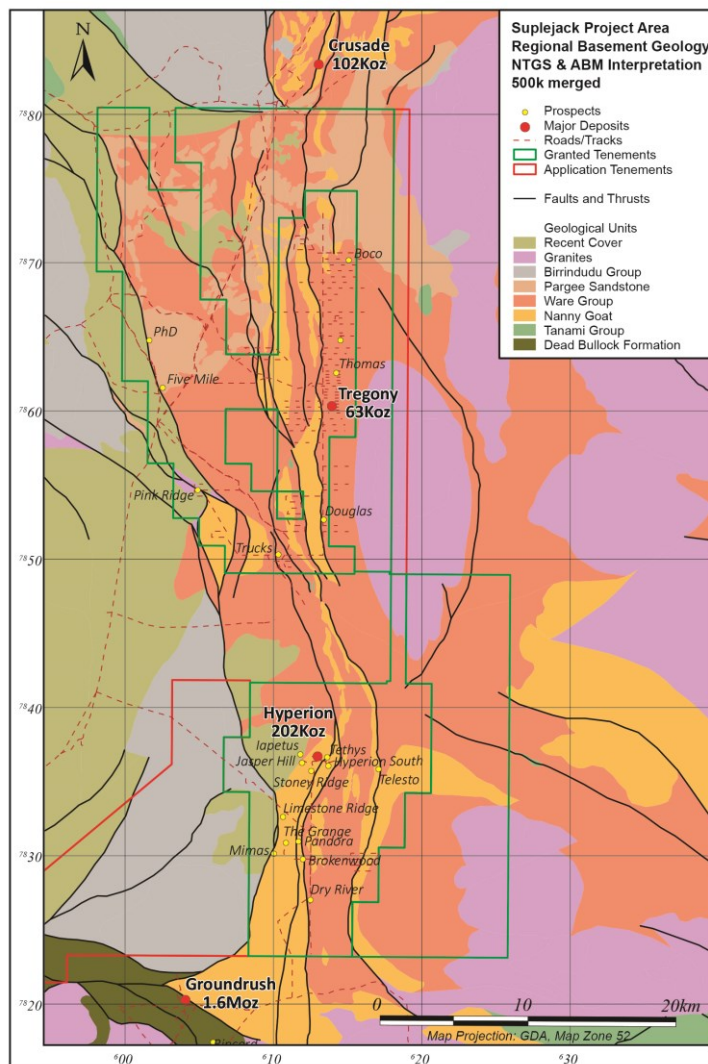 Suplejack Project Area
Regional Basement Geology
NTGS & ABM Interpretation
500k merged
Prospects
Major Deposits
Roads/Tracks
Granted Tenements
Application Tenements
Faults and Thrusts
Geological Units
Recent Cover
Granites
Birrindudu Group
Pargee Sandstone
Ware Group
Nanny Goat
Tanami Group
Dead Bullock Formation
N
Crusade
102Koz
7880
7870
Boco
PhD
Thomas
Five Mile
Tregony
63Koz
7860
Pink Ridge
Douglas
Trucks
7850
7840
Hyperion
202Koz
Iapetus
Tethys
Jasper Hill
Hyperion South
Stoney Ridge
Telesto
Limestone Ridge
The Grange
Pandora
Mimas
7830
Brokenwood
Dry River
Groundrush
1.6Moz
7820
0 10 20km
Map Projection: GDA, Map Zone 52
600 610 620 630